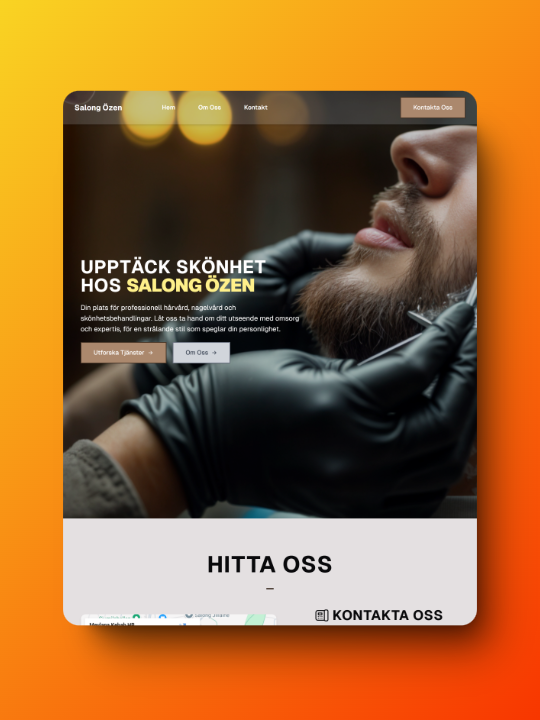 Salong Özen
Hem
Om Oss
Kontakt
Kontakta Oss
UPPTÄCK SKÖNHET
HOS SALONG ÖZEN
Din plats för professionell hårvård, nagelvård och
skönhetsbehandlingar. Låt oss ta hand om ditt utseende med omsorg
och expertis, för en strålande stil som speglar din personlighet.
Utforska Tjänster →
Om Oss →
HITTA OSS
KONTAKTA OSS